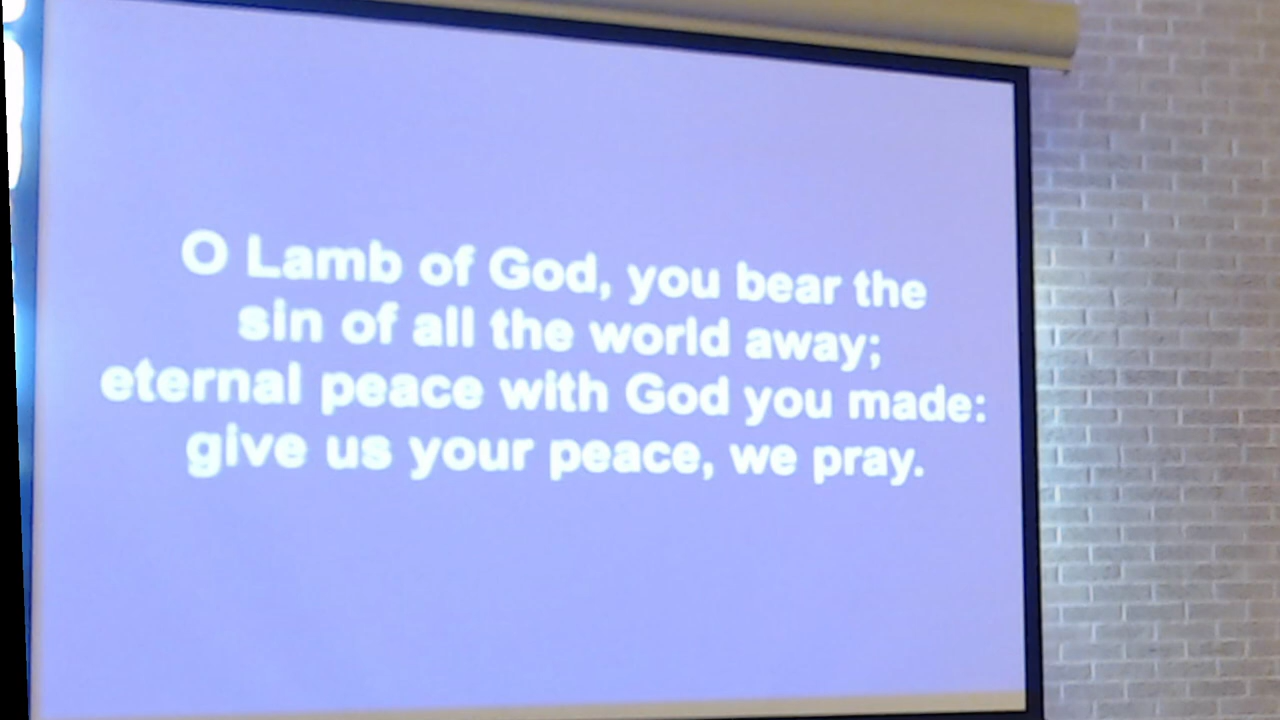 O Lamb of God, you bear the
sin of all the world away;
eternal peace with God you made:
give us your peace, we pray.